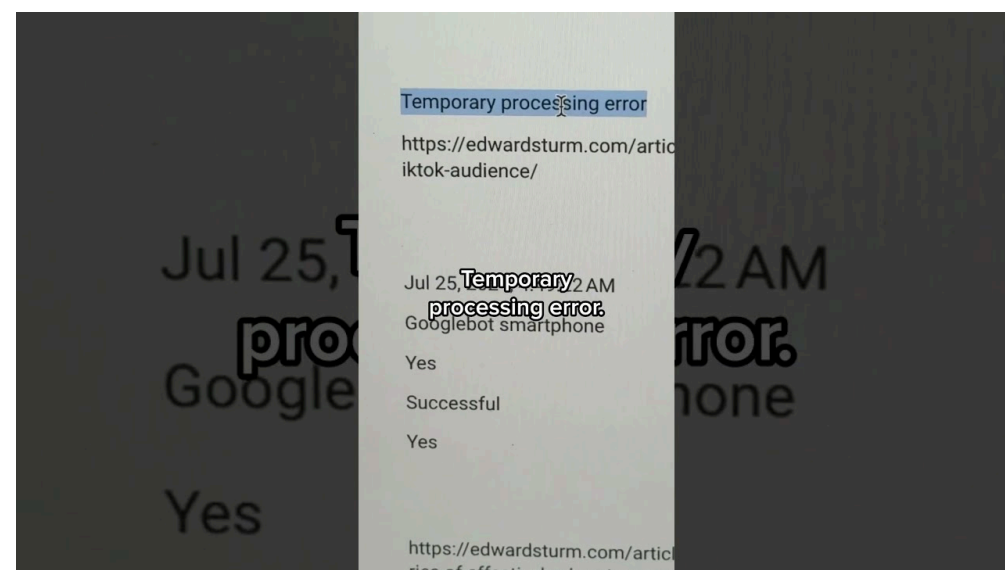 Temporary processing error
https://edwardsturm.com/artic
iktok-audience/
Jul 25, 22 AM
Temporary
processing error.
Googlebot smartphone
Yes
Successful
Yes
https://edwardsturm.com/articl